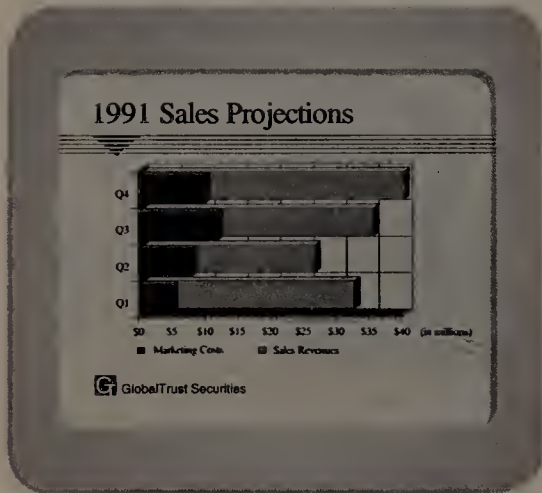 1991 Sales Projections
Q4
Q3
Q2
Q1
$0 $5 $10 $15 $20 $25 $30 $35 $40 (in millions)
Marketing Costs Sales Revenues
G GlobalTrust Securities